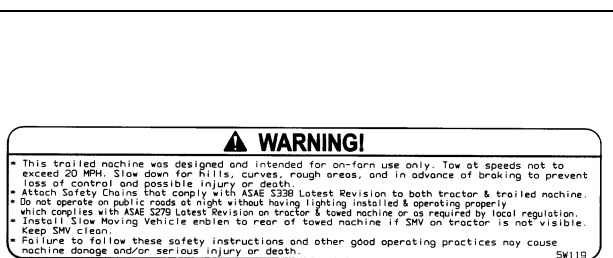 WARNING!
* This trailed machine was designed and intended for on-farm use only. Tow at speeds not to
exceed 20 MPH. Slow down for hills, curves, rough areas, and in advance of braking to prevent
loss of control and possible injury or death.
* Attach Safety Chains that comply with ASAE S338 Latest Revision to both tractor & trailed machine.
* Do not operate on public roads at night without having lighting installed & operating properly
which complies with ASAE S279 Latest Revision on tractor & towed machine or as required by local regulation.
* Install Slow Moving Vehicle emblem to rear of towed machine if SMV on tractor is not visible.
Keep SMV clean.
* Failure to follow these safety instructions and other good operating practices may cause
machine damage and/or serious injury or death.
SW119